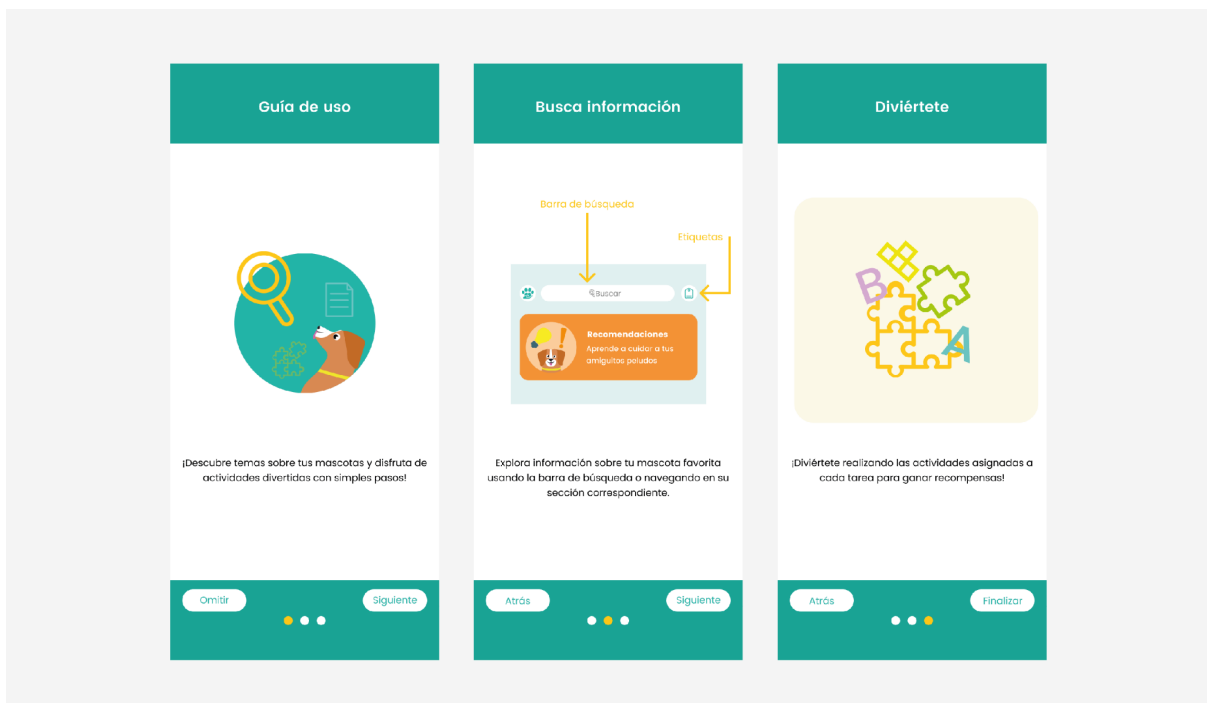 Guía de uso
¡Descubre temas sobre tus mascotas y disfruta de
actividades divertidas con simples pasos!
Omitir
Siguiente
Busca información
Barra de búsqueda
Etiquetas
Buscar
Recomendaciones
Aprende a cuidar a tus
amiguitos peludos
Explora información sobre tu mascota favorita
usando la barra de búsqueda o navegando en su
sección correspondiente.
Atrás
Siguiente
Diviértete
B
A
¡Diviértete realizando las actividades asignadas a
cada tarea para ganar recompensas!
Atrás
Finalizar